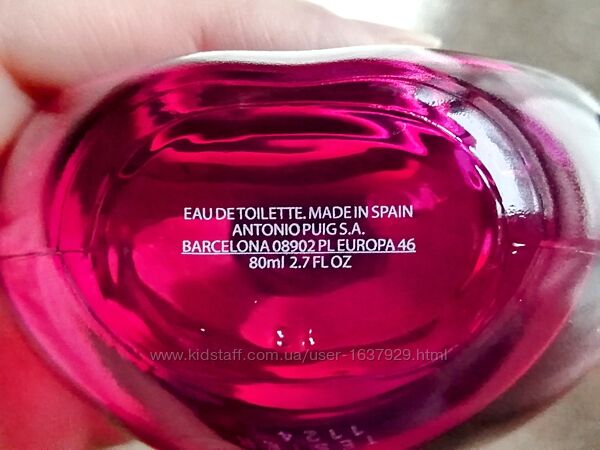 EAU DE TOILETTE. MADE IN SPAIN
ANTONIO PUIG S.A.
BARCELONA 08902 PL EUROPA 46
80ml 2.7 FL OZ
www.kidstaff.com.ua/user-1637929.html